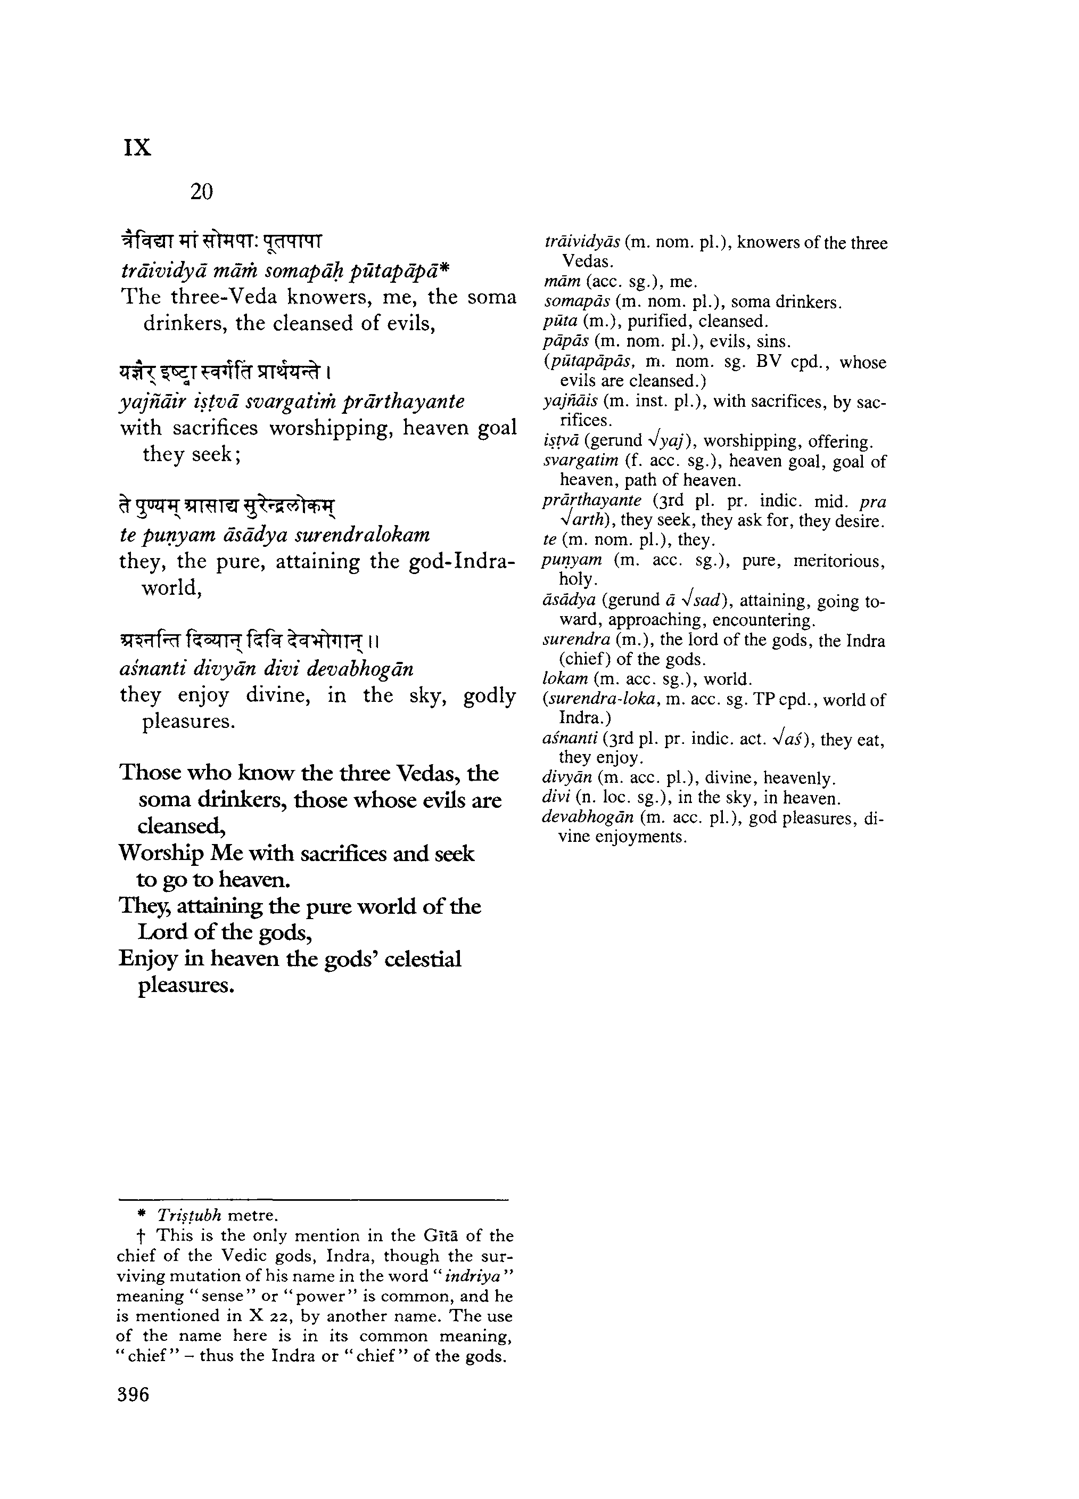 IX
20
त्रैविद्या मां सोमपाः पूतपापा
trāividyā māṁ somapāḥ pūtapāpā*
The three-Veda knowers, me, the soma
drinkers, the cleansed of evils,
यज्ञैर् इष्ट्वा स्वर्गतिं प्रार्थयन्ते ।
yajñāir iṣṭvā svargatiṁ prārthayante
with sacrifices worshipping, heaven goal
they seek;
ते पुण्यम् आसाद्य सुरेन्द्रलोकम्
te puṇyam āsādya surendralokam
they, the pure, attaining the god-Indra-
world,
अश्नन्ति दिव्यान् दिवि देवभोगान् ।।
aśnanti divyān divi devabhogān
they enjoy divine, in the sky, godly
pleasures.
Those who know the three Vedas, the
soma drinkers, those whose evils are
cleansed,
Worship Me with sacrifices and seek
to go to heaven.
They, attaining the pure world of the
Lord of the gods,
Enjoy in heaven the gods’ celestial
pleasures.
trāividyās (m. nom. pl.), knowers of the three
Vedas.
mām (acc. sg.), me.
somapās (m. nom. pl.), soma drinkers.
pūta (m.), purified, cleansed.
pāpās (m. nom. pl.), evils, sins.
(pūtapāpās, m. nom. sg. BV cpd., whose
evils are cleansed.)
yajñāis (m. inst. pl.), with sacrifices, by sac-
rifices.
iṣṭvā (gerund √yaj), worshipping, offering.
svargatim (f. acc. sg.), heaven goal, goal of
heaven, path of heaven.
prārthayante (3rd pl. pr. indic. mid. pra
√arth), they seek, they ask for, they desire.
te (m. nom. pl.), they.
puṇyam (m. acc. sg.), pure, meritorious,
holy.
āsādya (gerund ā √sad), attaining, going to-
ward, approaching, encountering.
surendra (m.), the lord of the gods, the Indra
(chief) of the gods.
lokam (m. acc. sg.), world.
(surendra-loka, m. acc. sg. TP cpd., world of
Indra.)
aśnanti (3rd pl. pr. indic. act. √aś), they eat,
they enjoy.
divyān (m. acc. pl.), divine, heavenly.
divi (n. loc. sg.), in the sky, in heaven.
devabhogān (m. acc. pl.), god pleasures, di-
vine enjoyments.
* Triṣṭubh metre.
† This is the only mention in the Gītā of the
chief of the Vedic gods, Indra, though the sur-
viving mutation of his name in the word “indriya”
meaning “sense” or “power” is common, and he
is mentioned in X 22, by another name. The use
of the name here is in its common meaning,
“chief” – thus the Indra or “chief” of the gods.
396